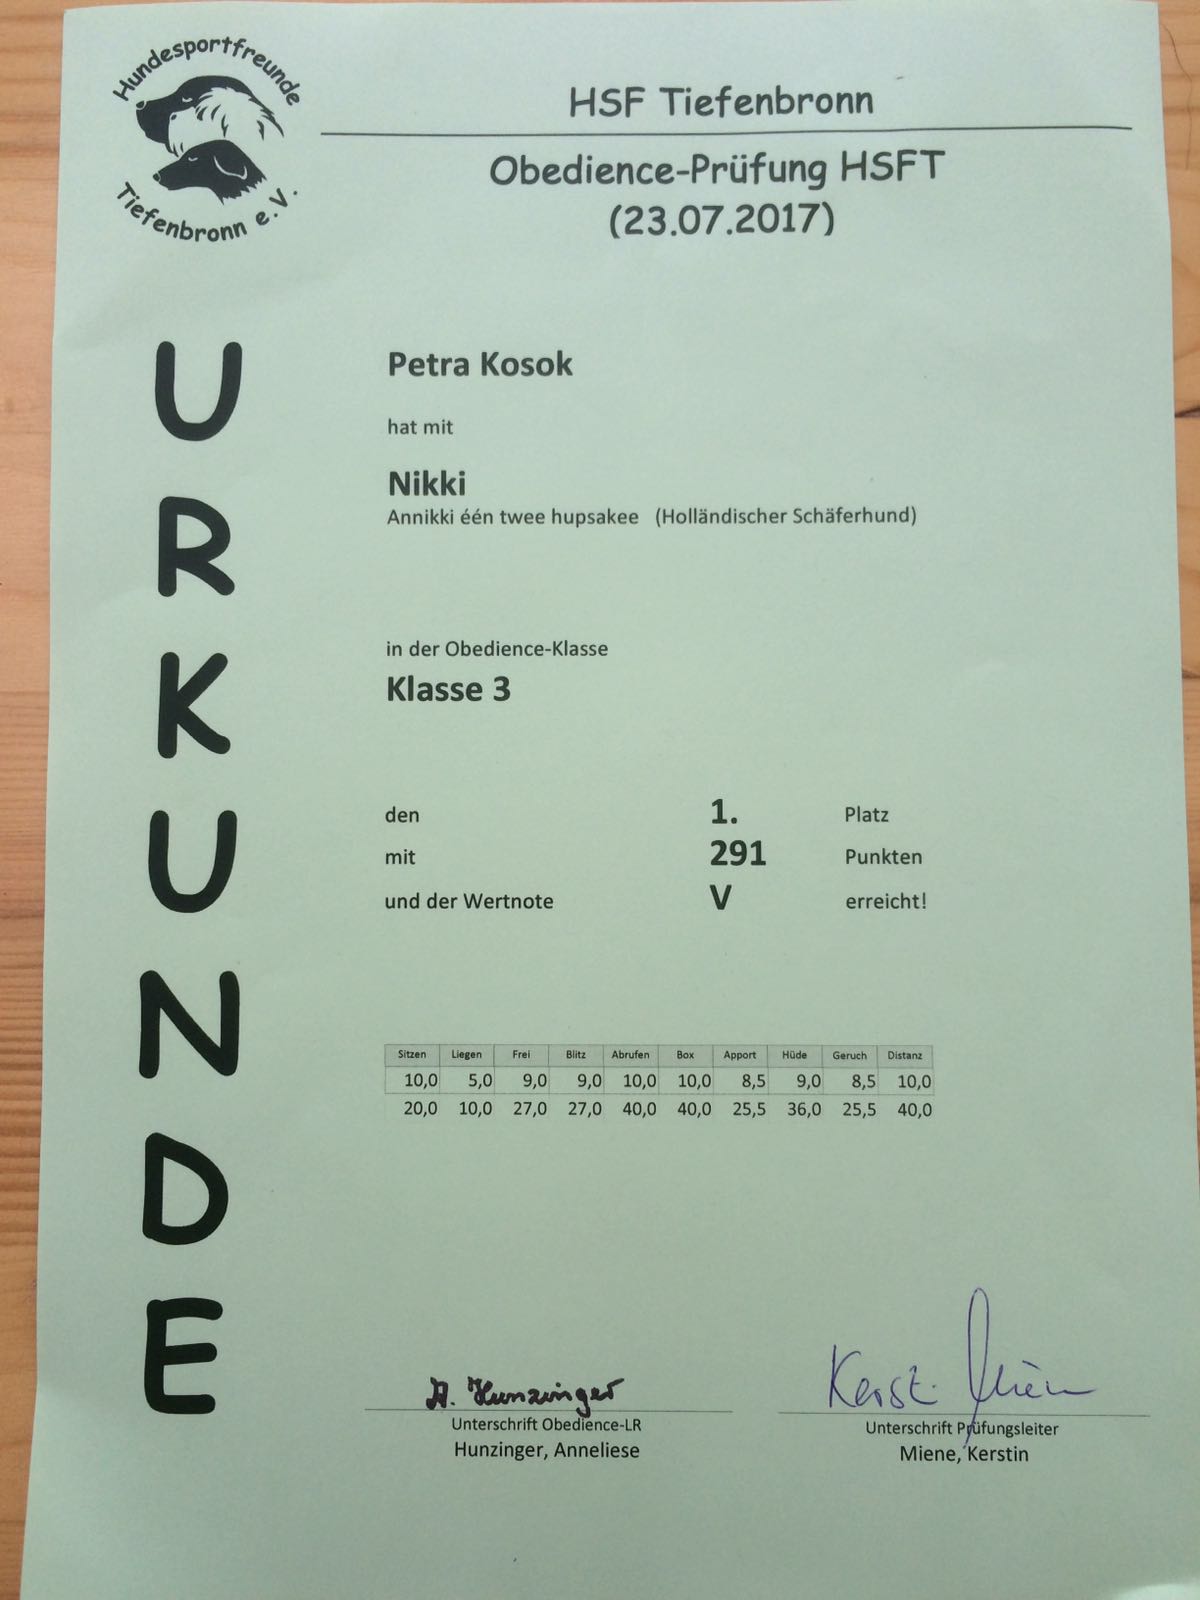 Hundesportfreunde
Tiefenbronn e.V.
HSF Tiefenbronn
Obedience-Prüfung HSFT
(23.07.2017)
URKUNDE
Petra Kosok
hat mit
Nikki
Annikki één twee hupsakee (Holländischer Schäferhund)
in der Obedience-Klasse
Klasse 3
den 1. Platz
mit 291 Punkten
und der Wertnote V erreicht!
Sitzen Liegen Frei Blitz Abrufen Box Apport Hüde Geruch Distanz
10,0 5,0 9,0 9,0 10,0 10,0 8,5 9,0 8,5 10,0
20,0 10,0 27,0 27,0 40,0 40,0 25,5 36,0 25,5 40,0
A. Hunzinger Kerst. Miene
Unterschrift Obedience-LR Unterschrift Prüfungsleiter
Hunzinger, Anneliese Miene, Kerstin